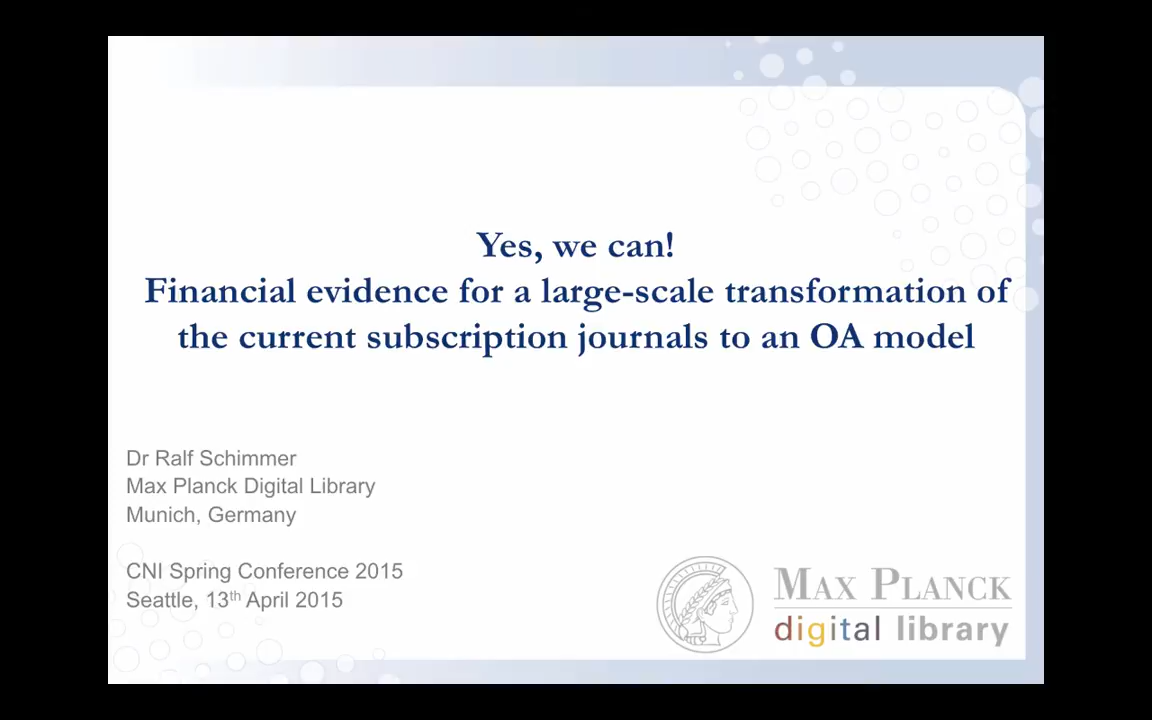 Yes, we can!
Financial evidence for a large-scale transformation of
the current subscription journals to an OA model
Dr Ralf Schimmer
Max Planck Digital Library
Munich, Germany
CNI Spring Conference 2015
Seattle, 13th April 2015
MAX PLANCK
digital library